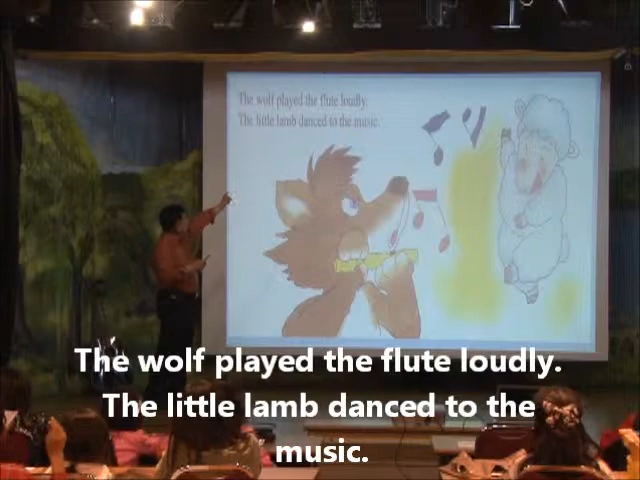 The wolf played the flute loudly.
The little lamb danced to the music.
The wolf played the flute loudly.
The little lamb danced to the
music.